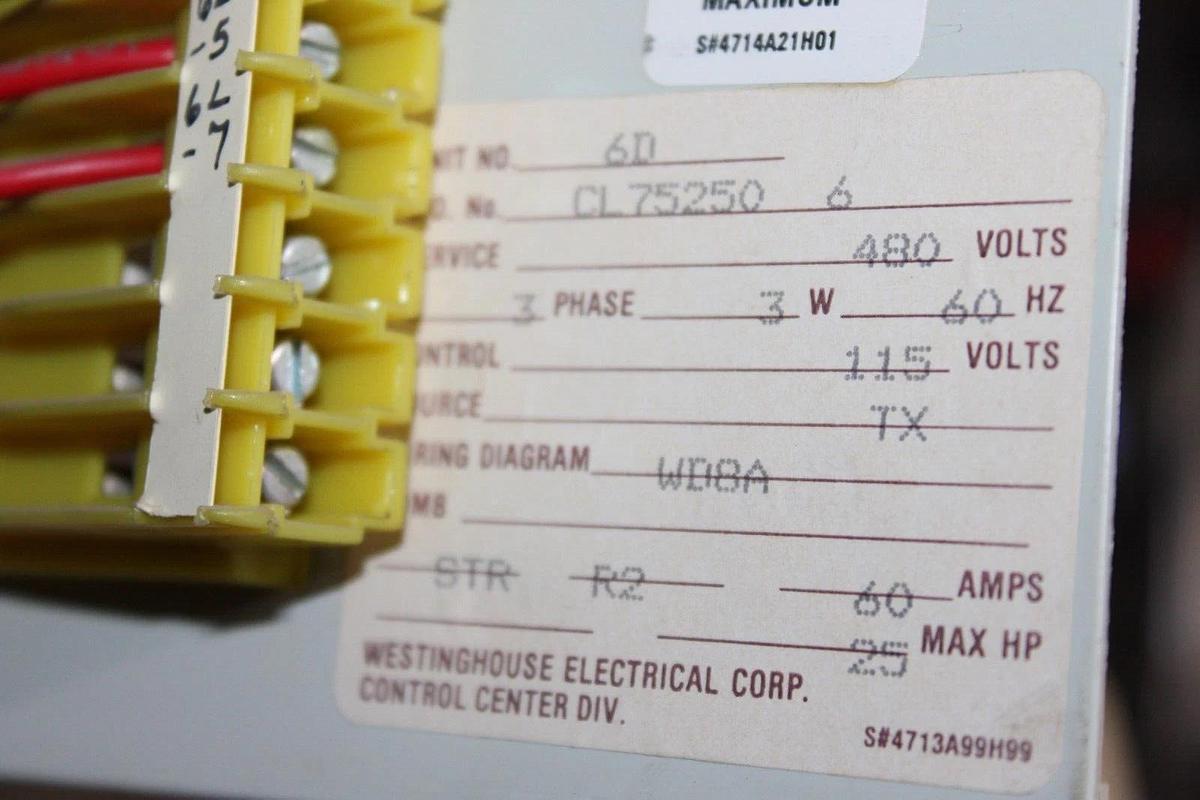 -5
6L
-7
MAXIMUM
S#4714A21H01
NIT NO. 6D
O. No. CL75250 6
RVICE 480 VOLTS
3 PHASE 3 W 60 HZ
NTROL 115 VOLTS
URCE TX
RING DIAGRAM WD8A
MB
STR R2 60 AMPS
25 MAX HP
WESTINGHOUSE ELECTRICAL CORP.
CONTROL CENTER DIV.
S#4713A99H99